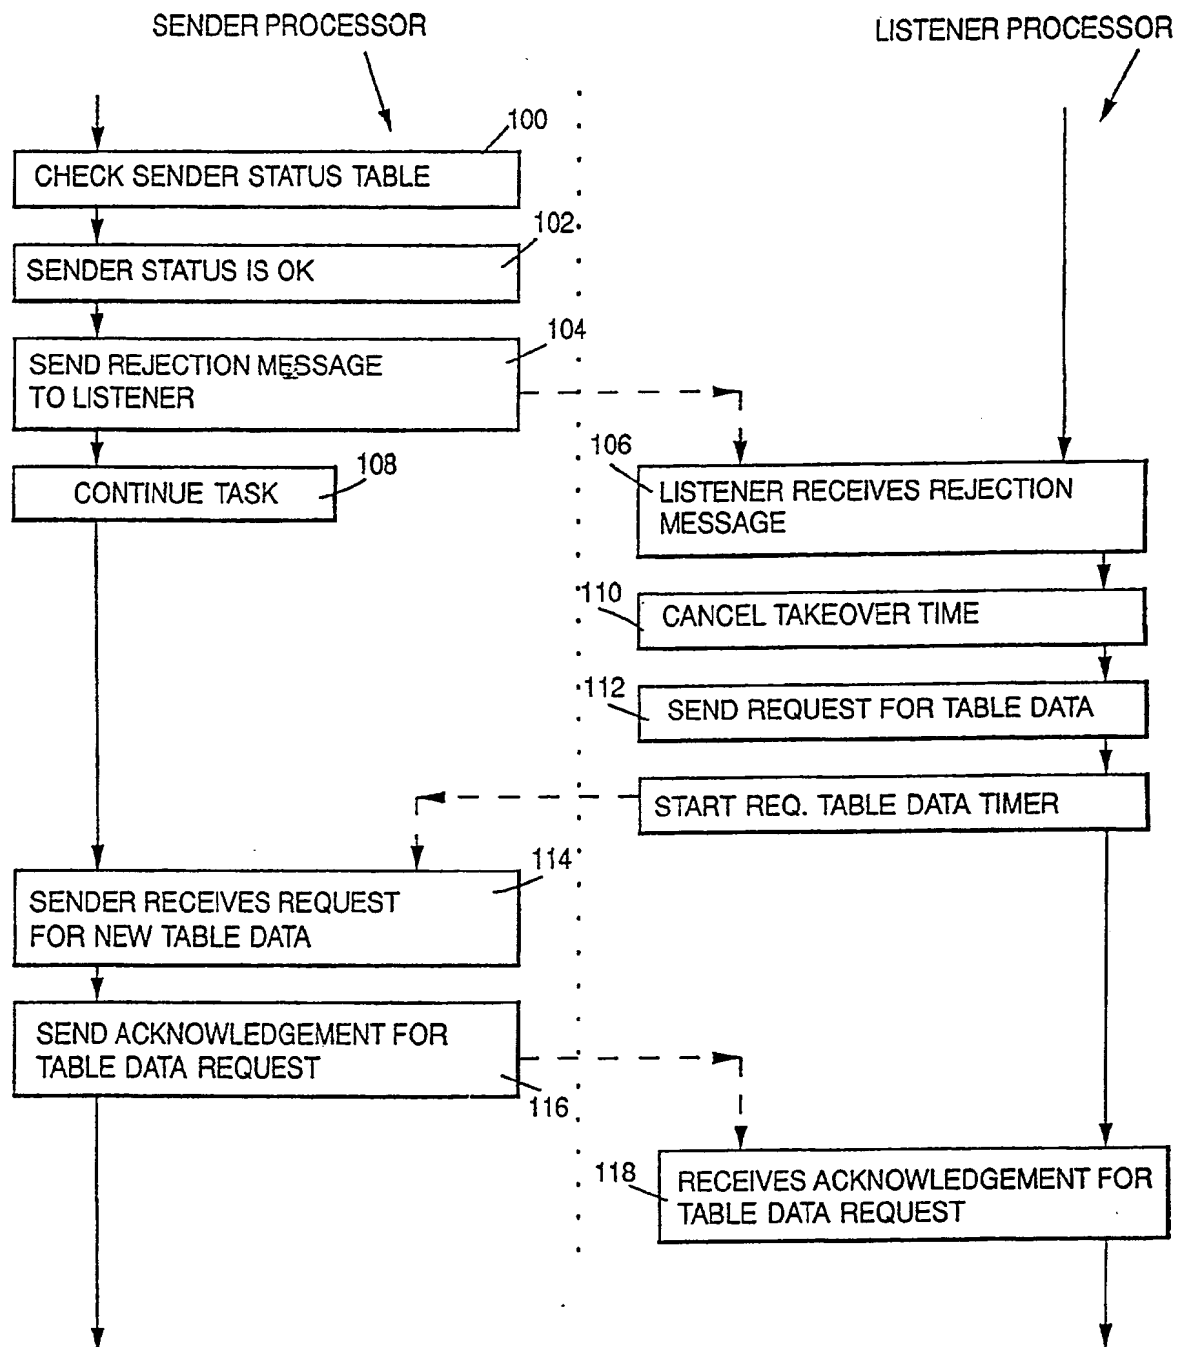 SENDER PROCESSOR
LISTENER PROCESSOR
100
CHECK SENDER STATUS TABLE
102
SENDER STATUS IS OK
104
SEND REJECTION MESSAGE
TO LISTENER
106
LISTENER RECEIVES REJECTION
MESSAGE
108
CONTINUE TASK
110
CANCEL TAKEOVER TIME
112
SEND REQUEST FOR TABLE DATA
START REQ. TABLE DATA TIMER
114
SENDER RECEIVES REQUEST
FOR NEW TABLE DATA
SEND ACKNOWLEDGEMENT FOR
TABLE DATA REQUEST
116
118
RECEIVES ACKNOWLEDGEMENT FOR
TABLE DATA REQUEST